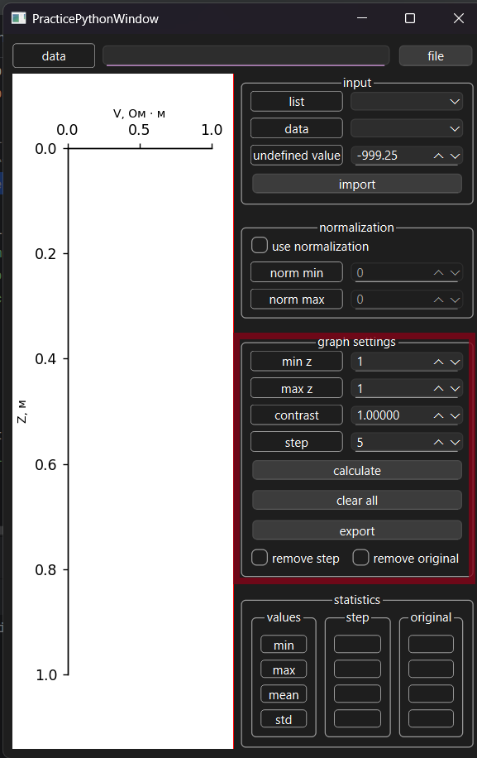 PracticePythonWindow
data file
input
list
data
undefined value -999.25
import
normalization
use normalization
norm min 0
norm max 0
graph settings
min z 1
max z 1
contrast 1.00000
step 5
calculate
clear all
export
remove step remove original
statistics
values step original
min
max
mean
std
V, Ом · м
0.0 0.5 1.0
0.0
0.2
0.4
Z, м
0.6
0.8
1.0